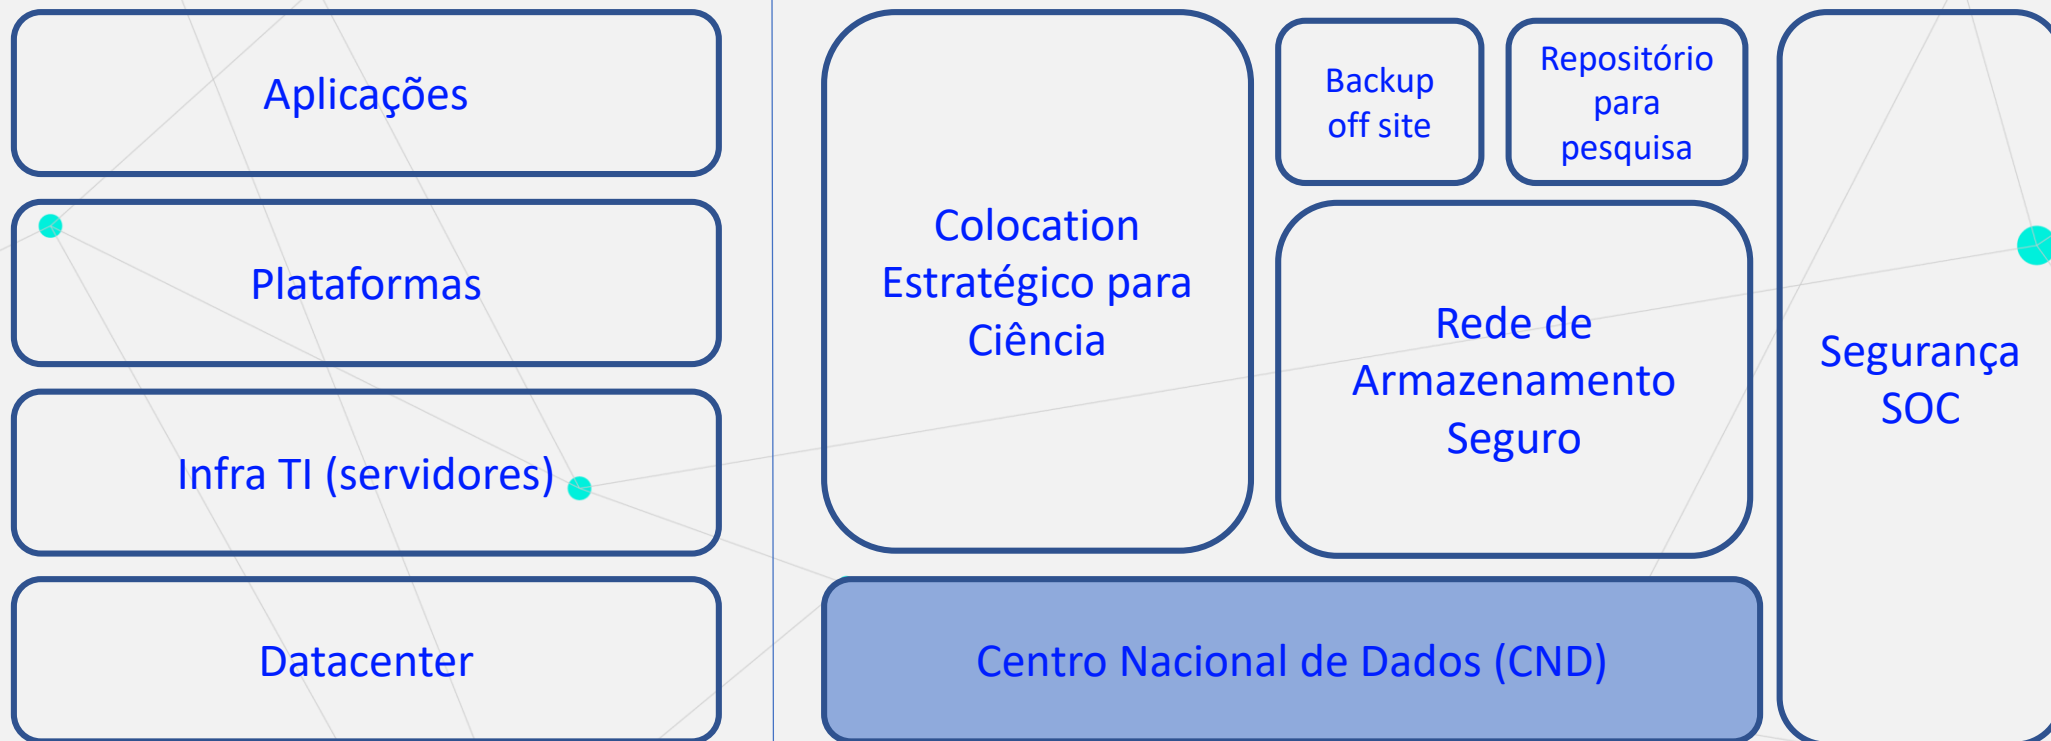 Aplicações
Plataformas
Infra TI (servidores)
Datacenter
Colocation
Estratégico para
Ciência
Backup
off site
Repositório
para
pesquisa
Rede de
Armazenamento
Seguro
Segurança
SOC
Centro Nacional de Dados (CND)